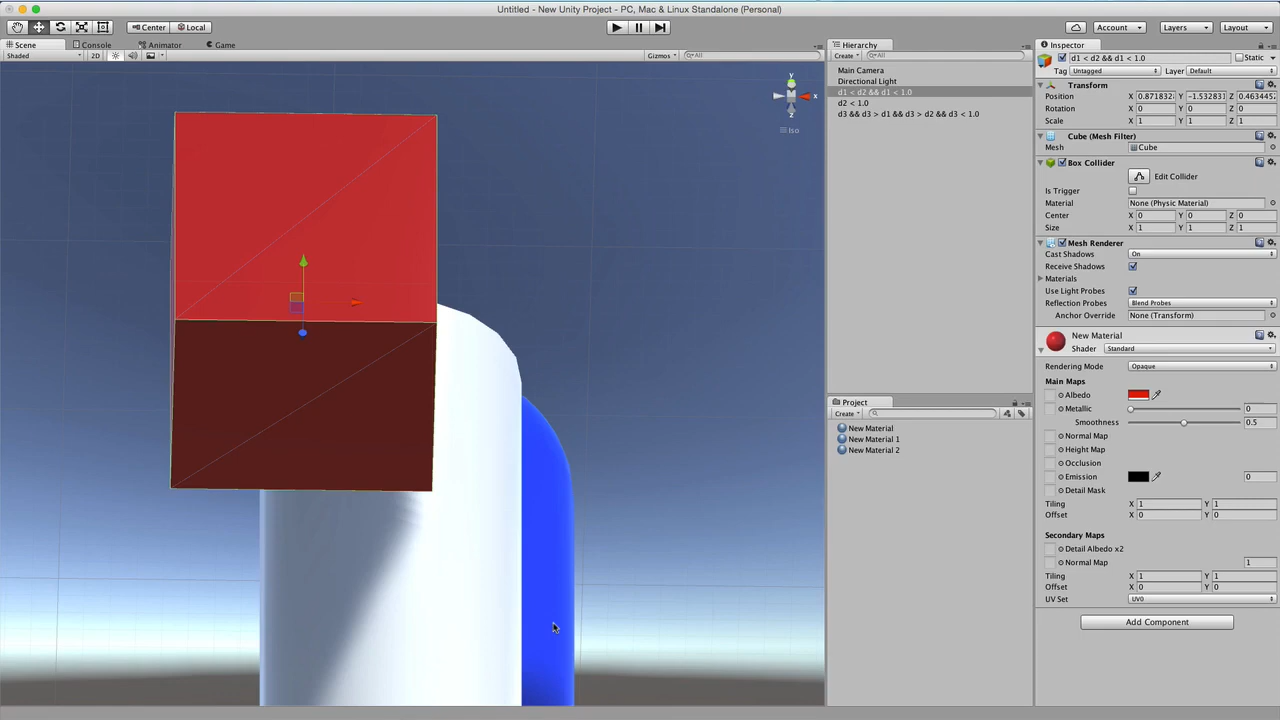 Untitled - New Unity Project - PC, Mac & Linux Standalone (Personal)
Center Local Account Layers Layout
Scene Console Animator Game
Shaded 2D Gizmos All
y
x
z
Iso
Hierarchy
Create All
Main Camera
Directional Light
d1 < d2 && d1 < 1.0
d2 < 1.0
d3 && d3 > d1 && d3 > d2 && d3 < 1.0
Project
Create
New Material
New Material 1
New Material 2
Inspector
d1 < d2 && d1 < 1.0 Static
Tag Untagged Layer Default
Transform
Position X 0.871832 Y -1.53283 Z 0.46344
Rotation X 0 Y 0 Z 0
Scale X 1 Y 1 Z 1
Cube (Mesh Filter)
Mesh Cube
Box Collider
Edit Collider
Is Trigger
Material None (Physic Material)
Center X 0 Y 0 Z 0
Size X 1 Y 1 Z 1
Mesh Renderer
Cast Shadows On
Receive Shadows
Materials
Use Light Probes
Reflection Probes Blend Probes
Anchor Override None (Transform)
New Material
Shader Standard
Rendering Mode Opaque
Main Maps
Albedo
Metallic 0
Smoothness 0.5
Normal Map
Height Map
Occlusion
Emission 0
Detail Mask
Tiling X 1 Y 1
Offset X 0 Y 0
Secondary Maps
Detail Albedo x2
Normal Map 1
Tiling X 1 Y 1
Offset X 0 Y 0
UV Set UV0
Add Component